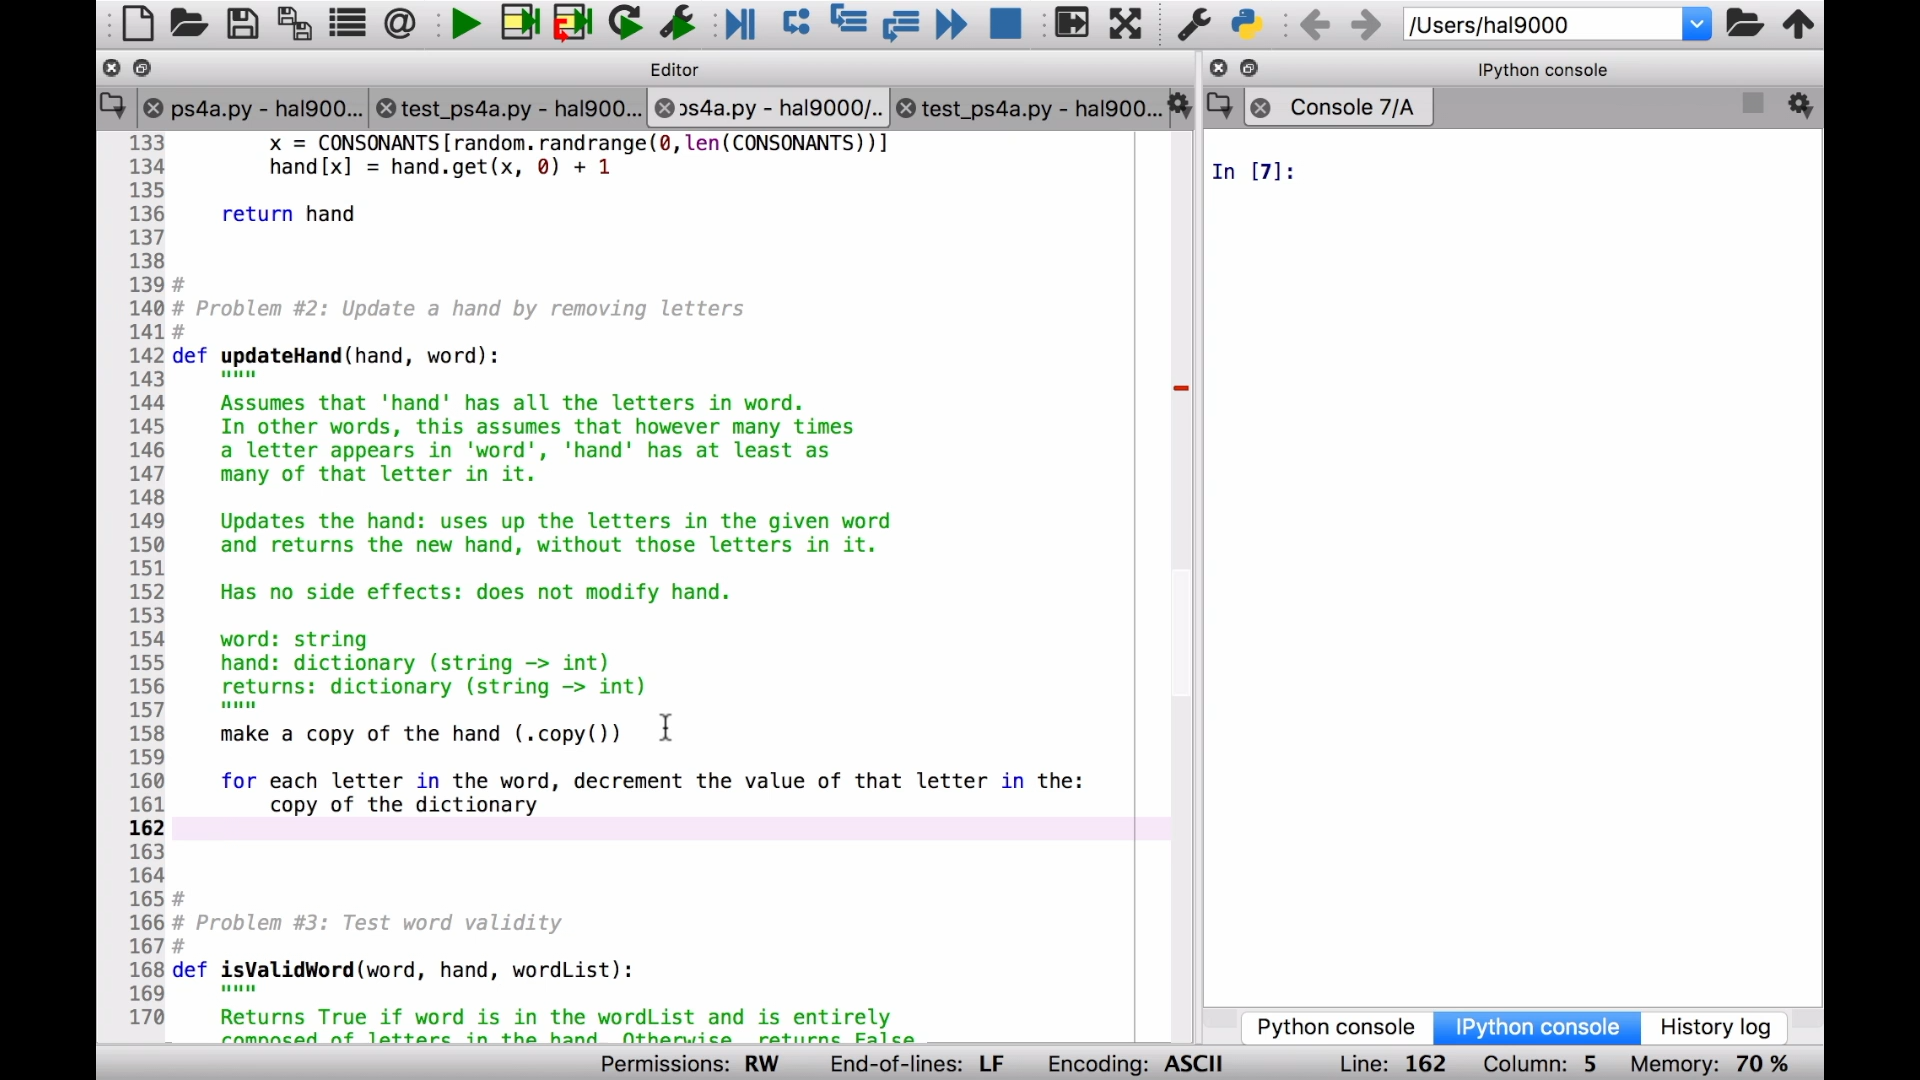 /Users/hal9000
Editor
IPython console
ps4a.py - hal900...
test_ps4a.py - hal900...
ps4a.py - hal9000/..
test_ps4a.py - hal900...
Console 7/A
133 x = CONSONANTS[random.randrange(0,len(CONSONANTS))]
134 hand[x] = hand.get(x, 0) + 1
135
136 return hand
137
138
139 #
140 # Problem #2: Update a hand by removing letters
141 #
142 def updateHand(hand, word):
143 """
144 Assumes that 'hand' has all the letters in word.
145 In other words, this assumes that however many times
146 a letter appears in 'word', 'hand' has at least as
147 many of that letter in it.
148
149 Updates the hand: uses up the letters in the given word
150 and returns the new hand, without those letters in it.
151
152 Has no side effects: does not modify hand.
153
154 word: string
155 hand: dictionary (string -> int)
156 returns: dictionary (string -> int)
157 """
158 make a copy of the hand (.copy())
159
160 for each letter in the word, decrement the value of that letter in the:
161 copy of the dictionary
162
163
164
165 #
166 # Problem #3: Test word validity
167 #
168 def isValidWord(word, hand, wordList):
169 """
170 Returns True if word is in the wordList and is entirely
composed of letters in the hand. Otherwise, returns False
In [7]:
Python console
IPython console
History log
Permissions: RW End-of-lines: LF Encoding: ASCII Line: 162 Column: 5 Memory: 70 %